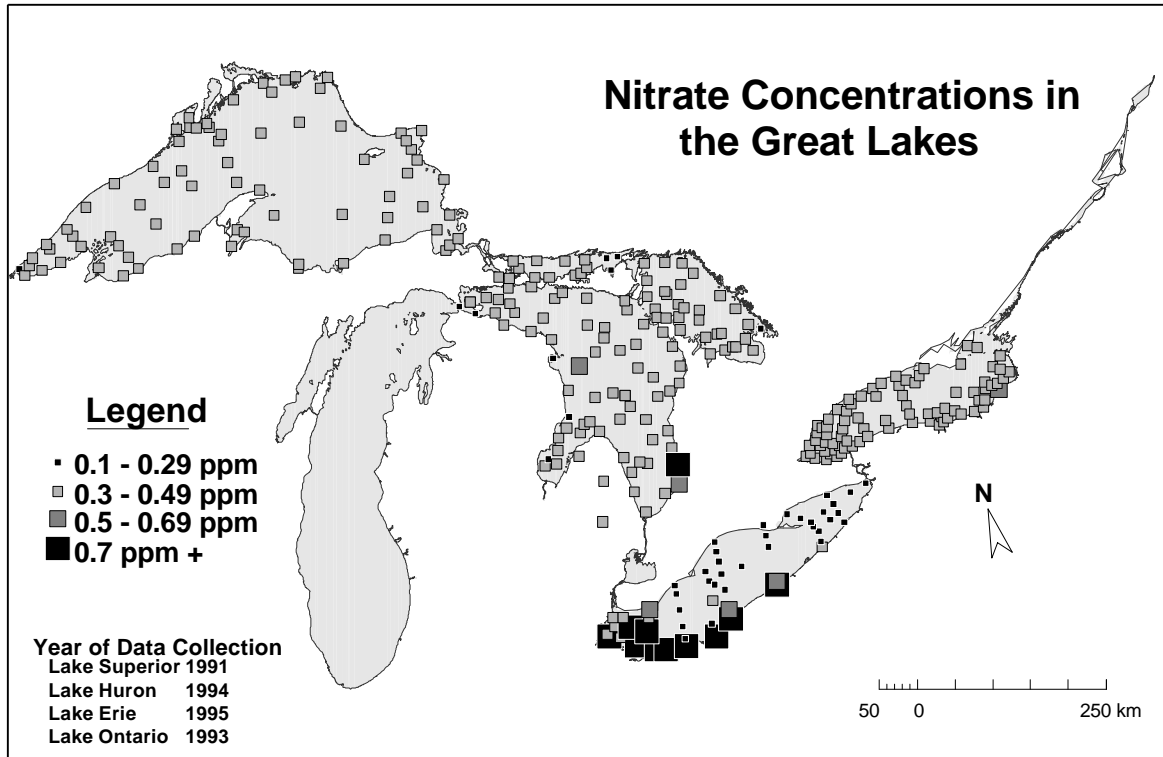 Nitrate Concentrations in
the Great Lakes
Legend
0.1 - 0.29 ppm
0.3 - 0.49 ppm
0.5 - 0.69 ppm
0.7 ppm +
N
Year of Data Collection
Lake Superior 1991
Lake Huron 1994
Lake Erie 1995
Lake Ontario 1993
50 0 250 km